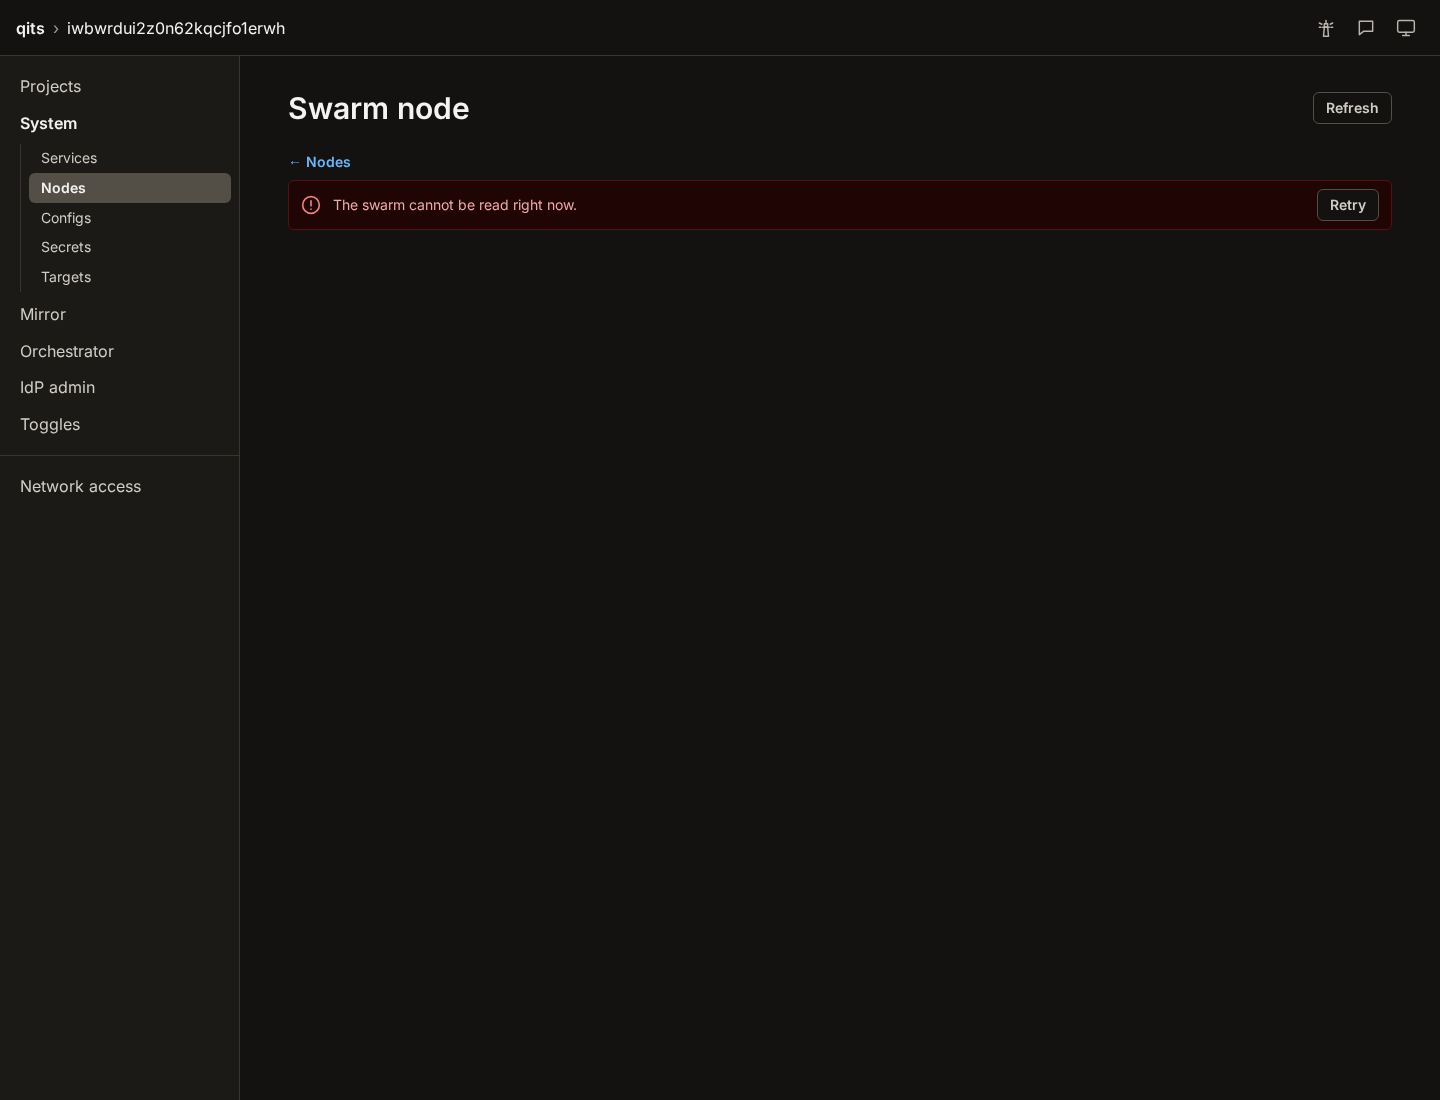 qits › iwbwrdui2z0n62kqcjfo1erwh
Projects
System
Services
Nodes
Configs
Secrets
Targets
Mirror
Orchestrator
IdP admin
Toggles
Network access
Swarm node
Refresh
← Nodes
The swarm cannot be read right now.
Retry